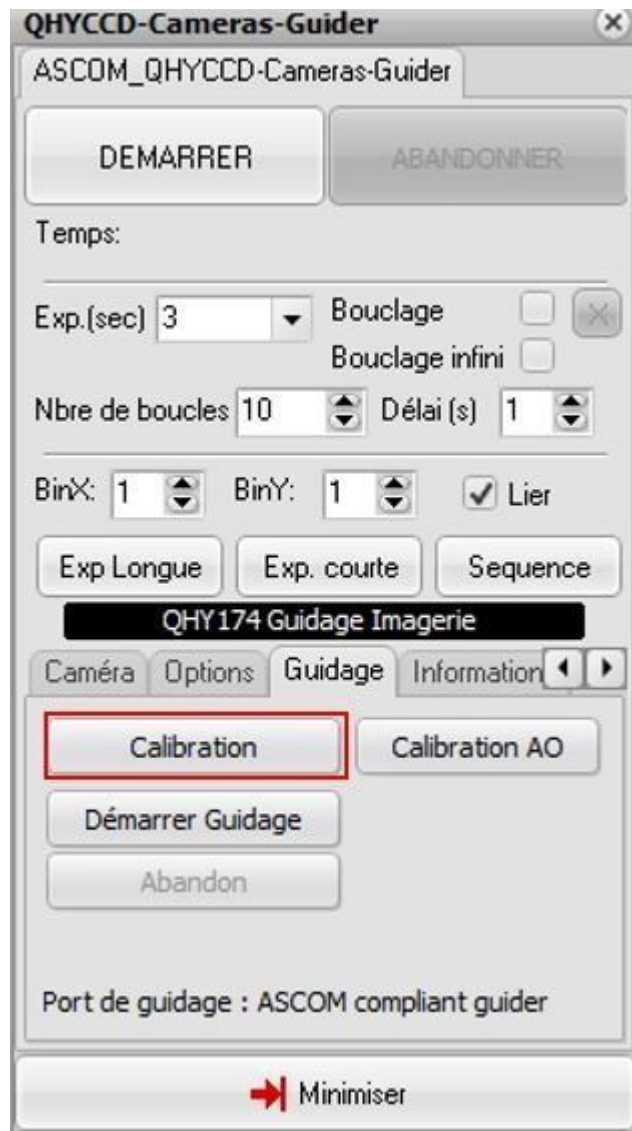 QHYCCD-Cameras-Guider
ASCOM_QHYCCD-Cameras-Guider
DEMARRER ABANDONNER
Temps:
Exp.(sec) 3 Bouclage
Bouclage infini
Nbre de boucles 10 Délai (s) 1
BinX: 1 BinY: 1 Lier
Exp Longue Exp. courte Sequence
QHY174 Guidage Imagerie
Caméra Options Guidage Information
Calibration Calibration AO
Démarrer Guidage
Abandon
Port de guidage : ASCOM compliant guider
Minimiser